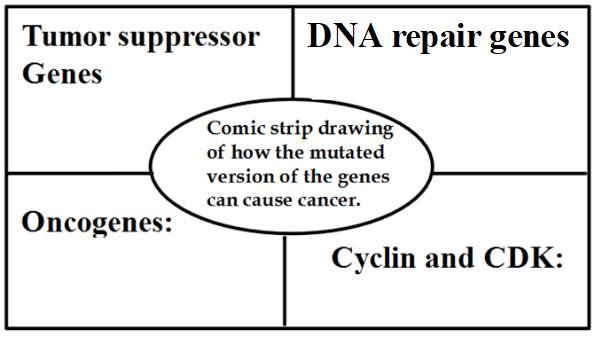 Tumor suppressor
Genes
DNA repair genes
Comic strip drawing
of how the mutated
version of the genes
can cause cancer.
Oncogenes:
Cyclin and CDK: